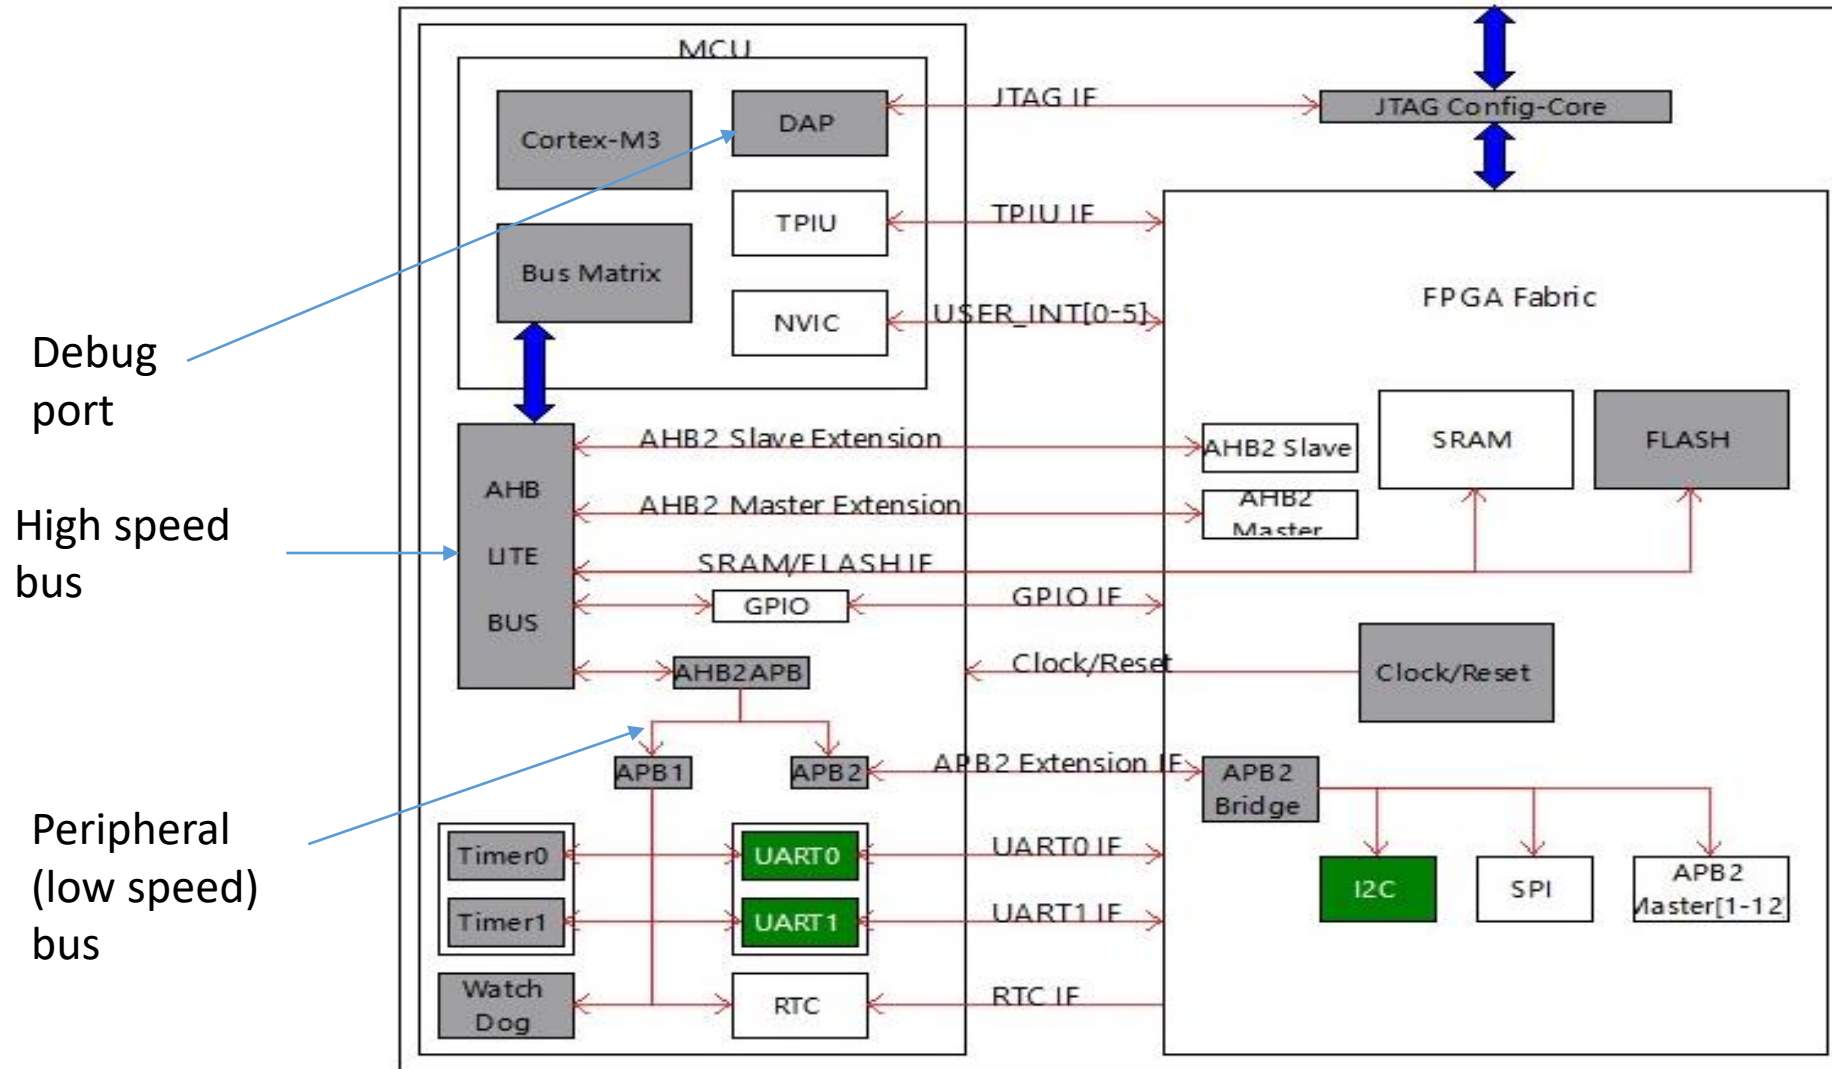 MCU
Cortex-M3
DAP
JTAG IF
JTAG Config-Core
TPIU
TPIU IF
Bus Matrix
NVIC
USER_INT[0-5]
FPGA Fabric
Debug
port
AHB2 Slave Extension
AHB2 Slave
SRAM
FLASH
AHB
LITE
BUS
AHB2 Master Extension
AHB2
Master
High speed
bus
SRAM/FLASH IF
GPIO
GPIO IF
AHB2APB
Clock/Reset
Clock/Reset
APB1
APB2
APB2 Extension IF
APB2
Bridge
Peripheral
(low speed)
bus
Timer0
UART0
UART0 IF
I2C
SPI
APB2
Master[1-12
Timer1
UART1
UART1 IF
Watch
Dog
RTC
RTC IF